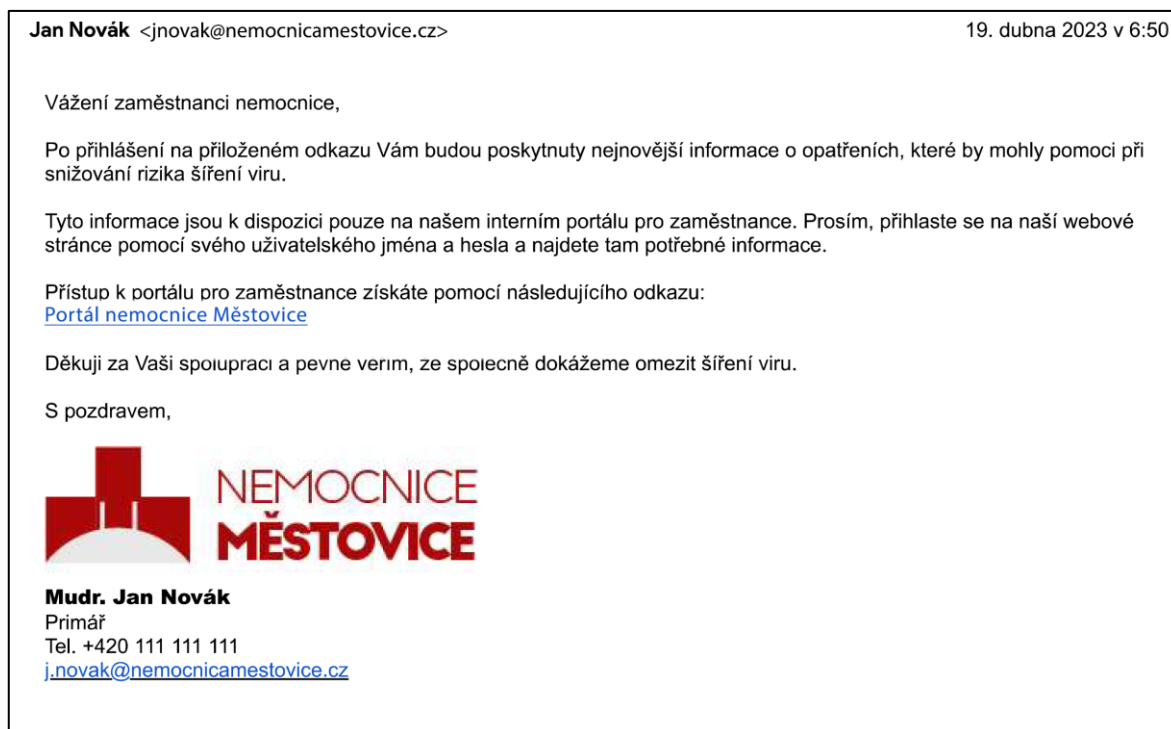 Jan Novák <jnovak@nemocnicamestovice.cz> 19. dubna 2023 v 6:50
Vážení zaměstnanci nemocnice,
Po přihlášení na přiloženém odkazu Vám budou poskytnuty nejnovější informace o opatřeních, které by mohly pomoci při
snižování rizika šíření viru.
Tyto informace jsou k dispozici pouze na našem interním portálu pro zaměstnance. Prosím, přihlaste se na naší webové
stránce pomocí svého uživatelského jména a hesla a najdete tam potřebné informace.
Přístup k portálu pro zaměstnance získáte pomocí následujícího odkazu:
Portál nemocnice Městovice
Děkuji za Vaši spolupráci a pevně věřím, že společně dokážeme omezit šíření viru.
S pozdravem,
NEMOCNICE
MĚSTOVICE
Mudr. Jan Novák
Primář
Tel. +420 111 111 111
j.novak@nemocnicamestovice.cz